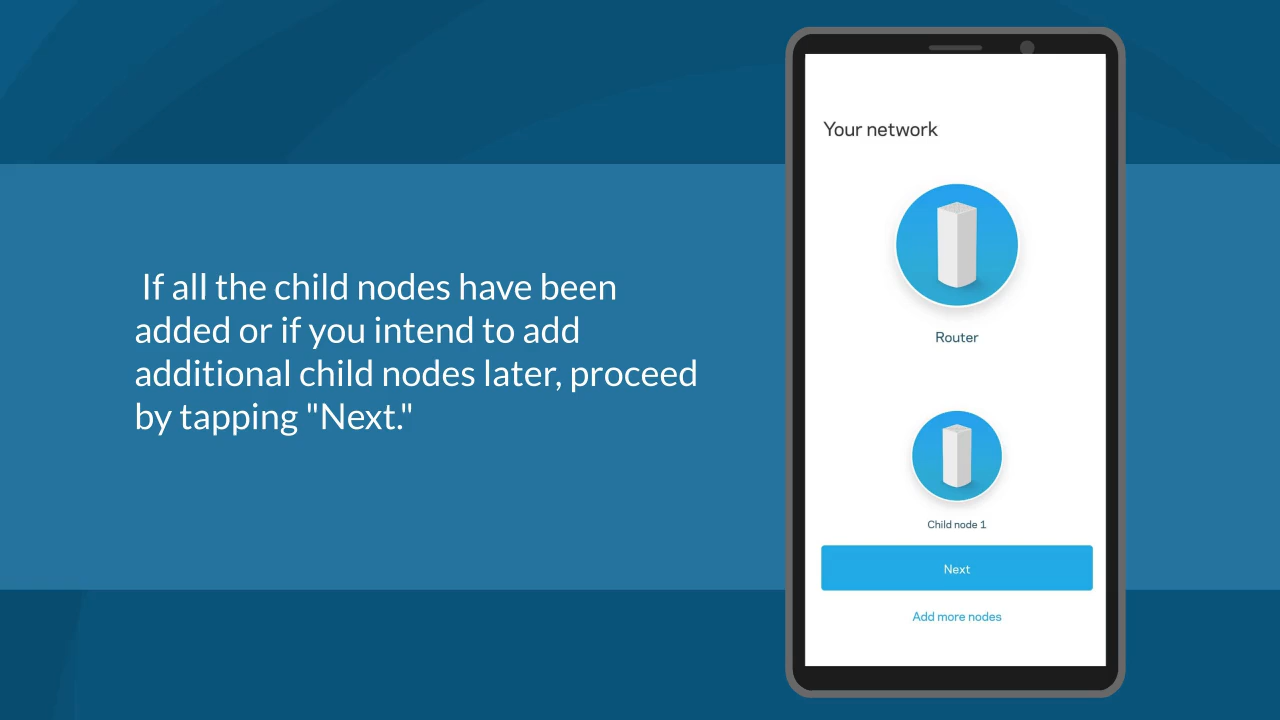 If all the child nodes have been
added or if you intend to add
additional child nodes later, proceed
by tapping "Next."
Your network
Router
Child node 1
Next
Add more nodes